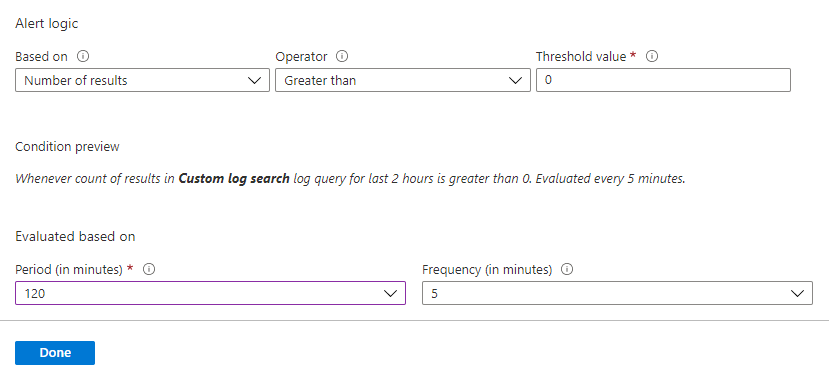 Alert logic
Based on Operator Threshold value *
Number of results Greater than 0
Condition preview
Whenever count of results in Custom log search log query for last 2 hours is greater than 0. Evaluated every 5 minutes.
Evaluated based on
Period (in minutes) * Frequency (in minutes)
120 5
Done